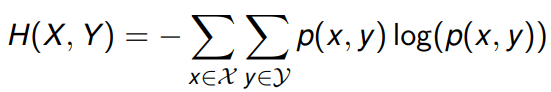 H(X, Y) = − ∑_{x∈𝒳} ∑_{y∈𝒴} p(x, y) log(p(x, y))